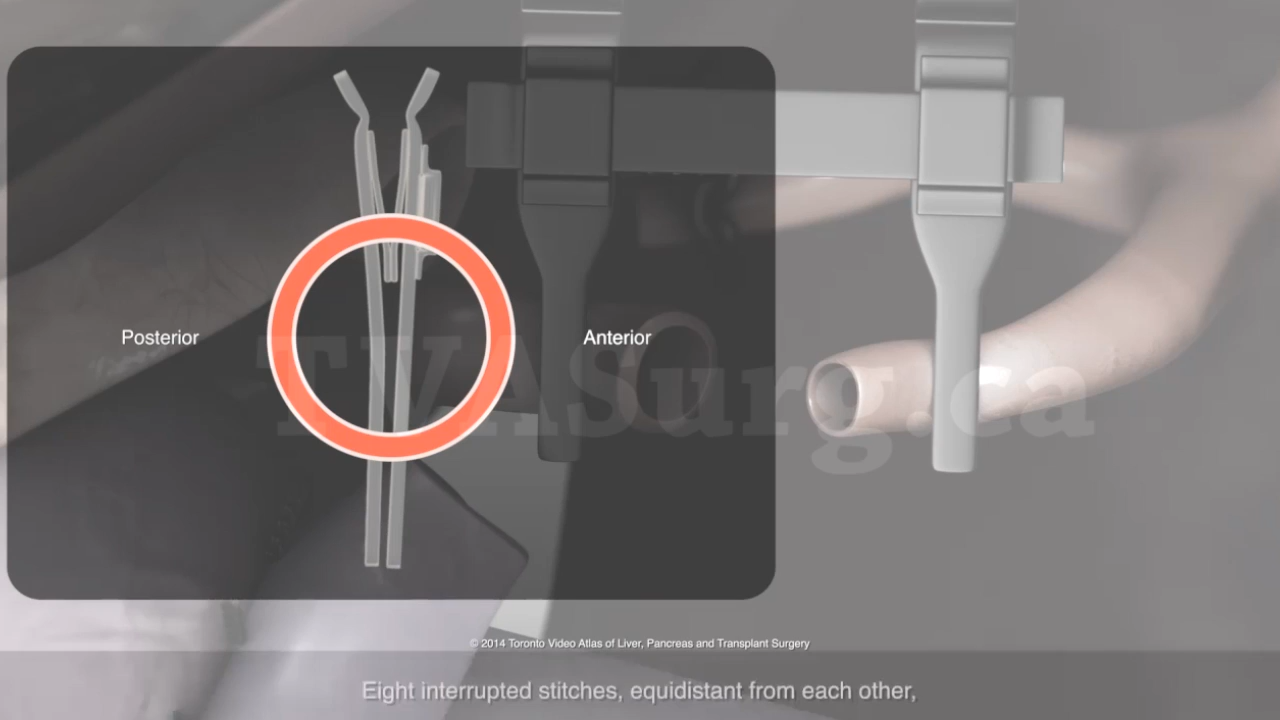 Posterior
Anterior
TVASurg.ca
© 2014 Toronto Video Atlas of Liver, Pancreas and Transplant Surgery
Eight interrupted stitches, equidistant from each other,